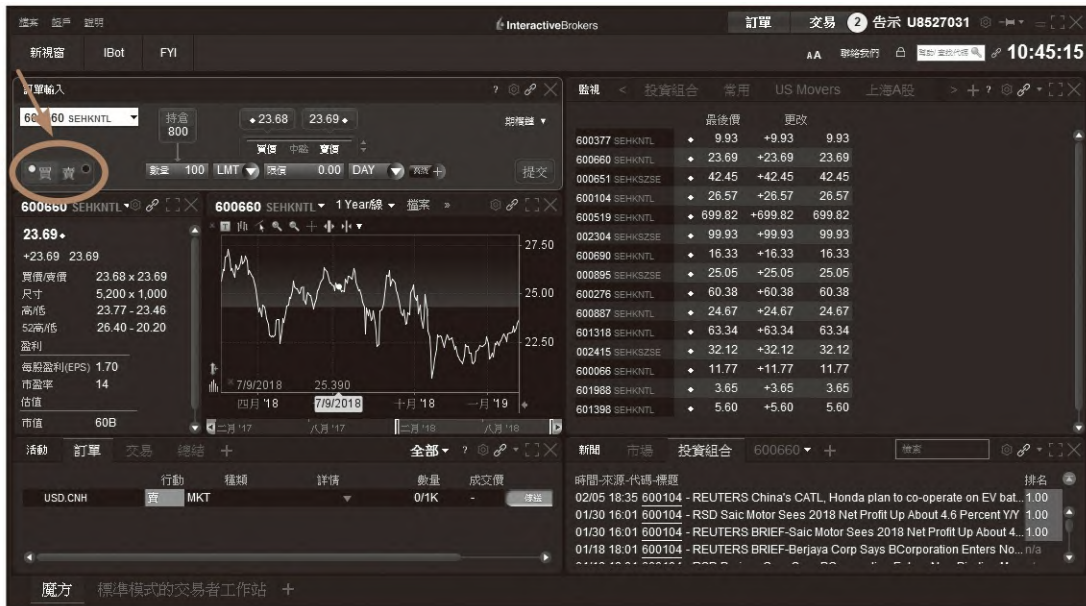 檔案 賬戶 說明 InteractiveBrokers 訂單 交易 2 告示 U8527031
新視窗 IBot FYI AA 聯絡我們 10:45:15
訂單輸入 ?
600660 SEHKNTL 持倉 800 23.68 23.69 期權鏈
買價 中點 賣價
買 賣 數量 100 LMT 限價 0.00 DAY 提交
600660 SEHKNTL
23.69
+23.69 23.69
買價/賣價 23.68 x 23.69
尺寸 5,200 x 1,000
高/低 23.77 - 23.46
52高/低 26.40 - 20.20
盈利
每股盈利(EPS) 1.70
市盈率 14
估值
市值 60B
600660 SEHKNTL 1 Year/線 檔案 »
27.50
25.00
22.50
7/9/2018 25.390
四月 '18 7/9/2018 十月 '18 一月 '19
二月 '17 八月 '17 二月 '18 八月 '18
監視 < 投資組合 常用 US Movers 上海A股 > + ?
最後價 更改
600377 SEHKNTL 9.93 +9.93 9.93
600660 SEHKNTL 23.69 +23.69 23.69
000651 SEHKSZSE 42.45 +42.45 42.45
600104 SEHKNTL 26.57 +26.57 26.57
600519 SEHKNTL 699.82 +699.82 699.82
002304 SEHKSZSE 99.93 +99.93 99.93
600690 SEHKNTL 16.33 +16.33 16.33
000895 SEHKSZSE 25.05 +25.05 25.05
600276 SEHKNTL 60.38 +60.38 60.38
600887 SEHKNTL 24.67 +24.67 24.67
601318 SEHKNTL 63.34 +63.34 63.34
002415 SEHKSZSE 32.12 +32.12 32.12
600066 SEHKNTL 11.77 +11.77 11.77
601988 SEHKNTL 3.65 +3.65 3.65
601398 SEHKNTL 5.60 +5.60 5.60
活動 訂單 交易 總結 + 全部 ?
行動 種類 詳情 數量 成交價
USD.CNH 賣 MKT 0/1K - 傳送
新聞 市場 投資組合 600660 + 檢索
時間-來源-代碼-標題 排名
02/05 18:35 600104 - REUTERS China's CATL, Honda plan to co-operate on EV bat... 1.00
01/30 16:01 600104 - RSD Saic Motor Sees 2018 Net Profit Up About 4.6 Percent Y/Y 1.00
01/30 16:01 600104 - REUTERS BRIEF-Saic Motor Sees 2018 Net Profit Up About 4... 1.00
01/18 18:01 600104 - REUTERS BRIEF-Berjaya Corp Says BCorporation Enters No... n/a
魔方 標準模式的交易者工作站 +